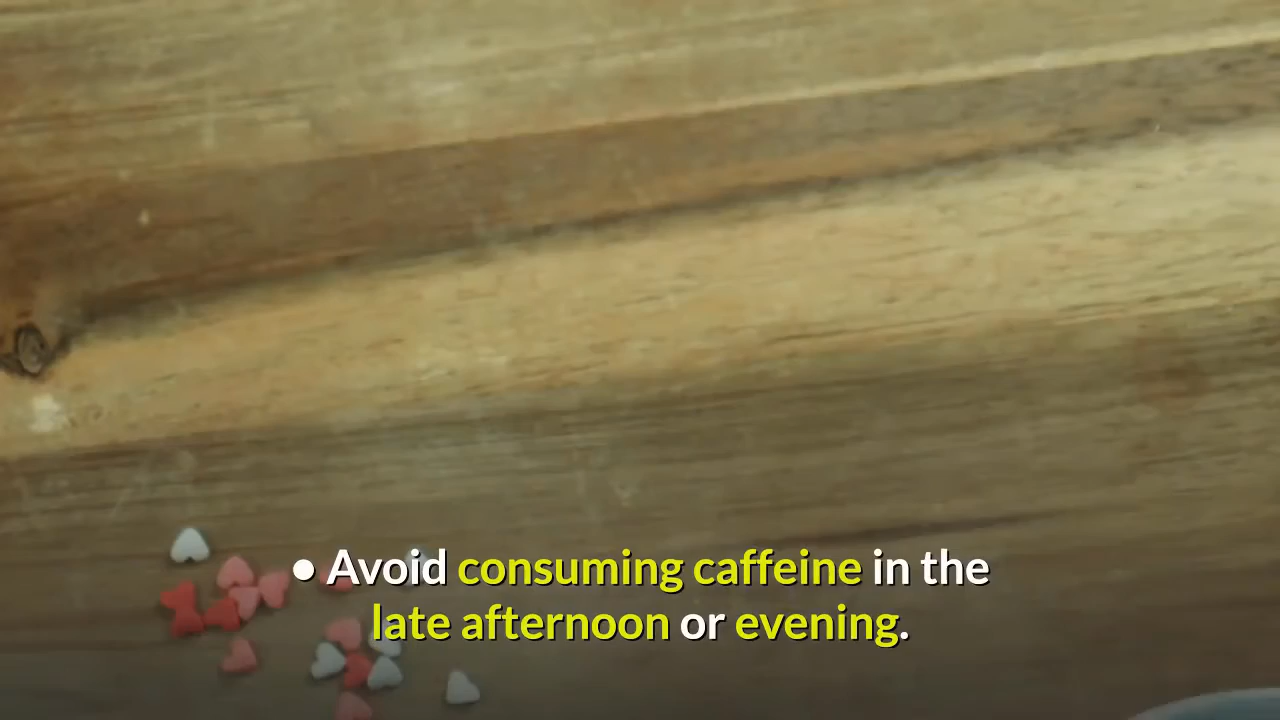 • Avoid consuming caffeine in the
late afternoon or evening.